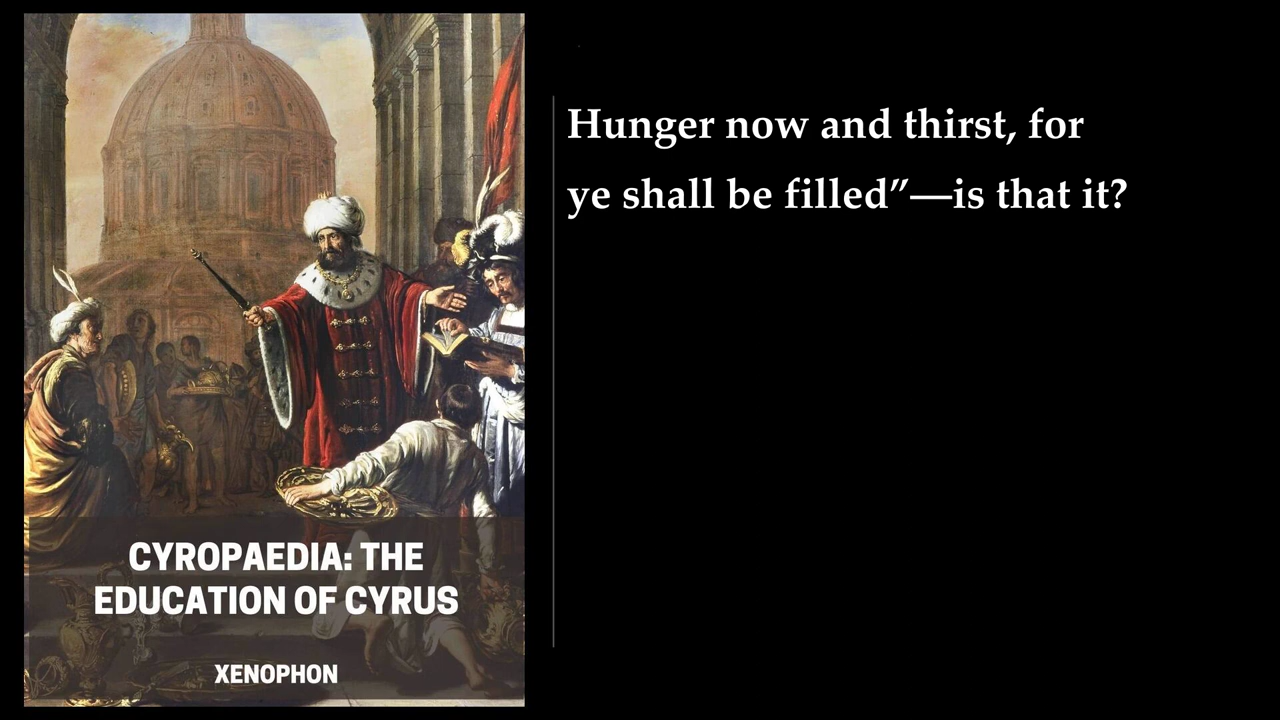 CYROPAEDIA: THE
EDUCATION OF CYRUS
XENOPHON
Hunger now and thirst, for
ye shall be filled”—is that it?